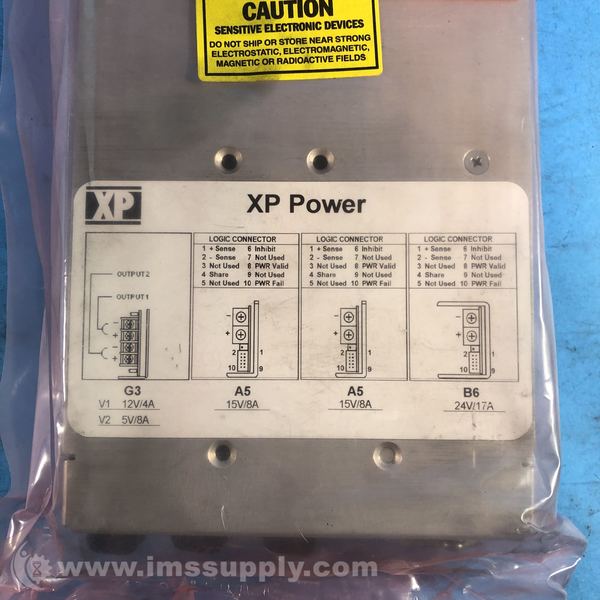 CAUTION
SENSITIVE ELECTRONIC DEVICES
DO NOT SHIP OR STORE NEAR STRONG
ELECTROSTATIC, ELECTROMAGNETIC,
MAGNETIC OR RADIOACTIVE FIELDS
XP
XP Power
OUTPUT 2
OUTPUT 1
- + - +
G3
V1 12V/4A
V2 5V/8A
LOGIC CONNECTOR
1 + Sense 6 Inhibit
2 - Sense 7 Not Used
3 Not Used 8 PWR Valid
4 Share 9 Not Used
5 Not Used 10 PWR Fail
-
+
2 1
10 9
A5
15V/8A
LOGIC CONNECTOR
1 + Sense 6 Inhibit
2 - Sense 7 Not Used
3 Not Used 8 PWR Valid
4 Share 9 Not Used
5 Not Used 10 PWR Fail
-
+
2 1
10 9
A5
15V/8A
LOGIC CONNECTOR
1 + Sense 6 Inhibit
2 - Sense 7 Not Used
3 Not Used 8 PWR Valid
4 Share 9 Not Used
5 Not Used 10 PWR Fail
-
+
2 1
10 9
B6
24V/17A
www.imssupply.com